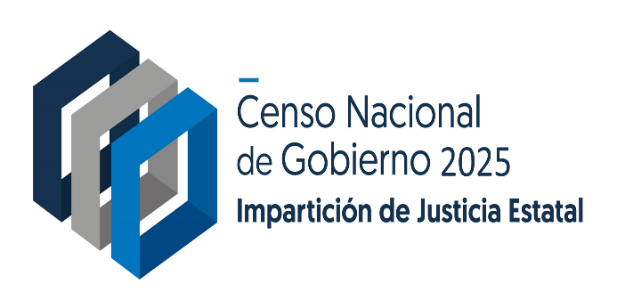 Censo Nacional
de Gobierno 2025
Impartición de Justicia Estatal